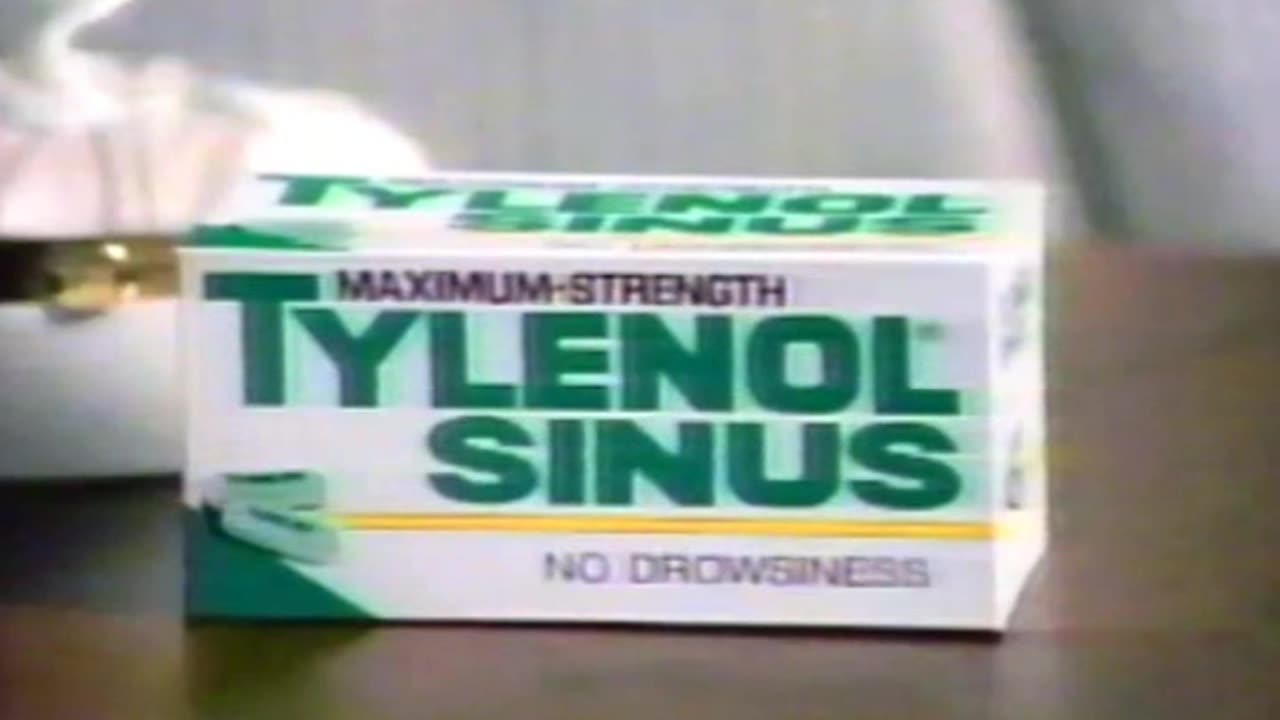 TYLENOL
SINUS
MAXIMUM-STRENGTH
TYLENOL
SINUS
NO DROWSINESS